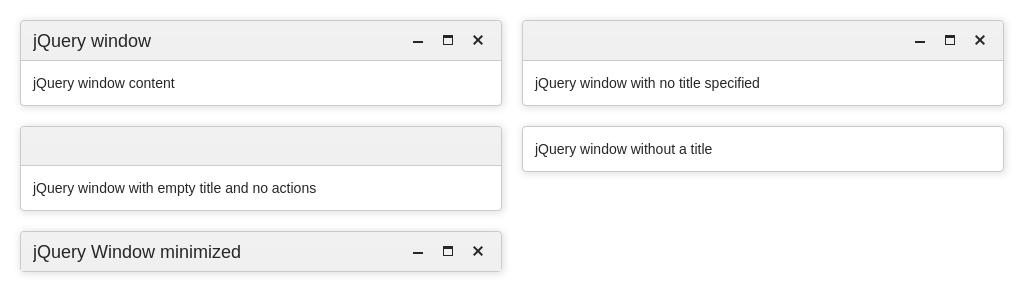 jQuery window
jQuery window content
jQuery window with no title specified
jQuery window with empty title and no actions
jQuery window without a title
jQuery Window minimized